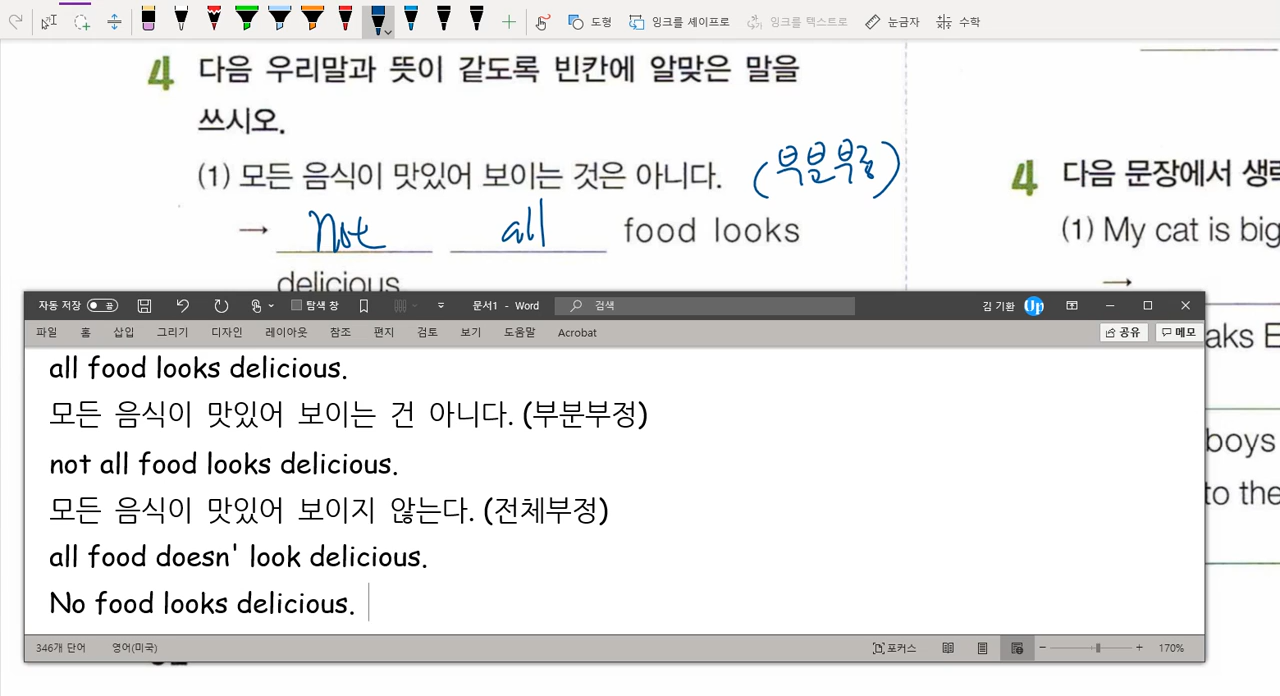 도형
잉크를 셰이프로
잉크를 텍스트로
눈금자
수학
4 다음 우리말과 뜻이 같도록 빈칸에 알맞은 말을
쓰시오.
(1) 모든 음식이 맛있어 보이는 것은 아니다. (부분부정)
→ Not all food looks
delicious
4 다음 문장에서 생략
(1) My cat is big
→
aks E
boys
to the
자동 저장 끔 탐색 창 문서1 - Word 검색 김 기환 Up
파일 홈 삽입 그리기 디자인 레이아웃 참조 편지 검토 보기 도움말 Acrobat 공유 메모
all food looks delicious.
모든 음식이 맛있어 보이는 건 아니다. (부분부정)
not all food looks delicious.
모든 음식이 맛있어 보이지 않는다. (전체부정)
all food doesn' look delicious.
No food looks delicious.
346개 단어 영어(미국) 포커스 170%